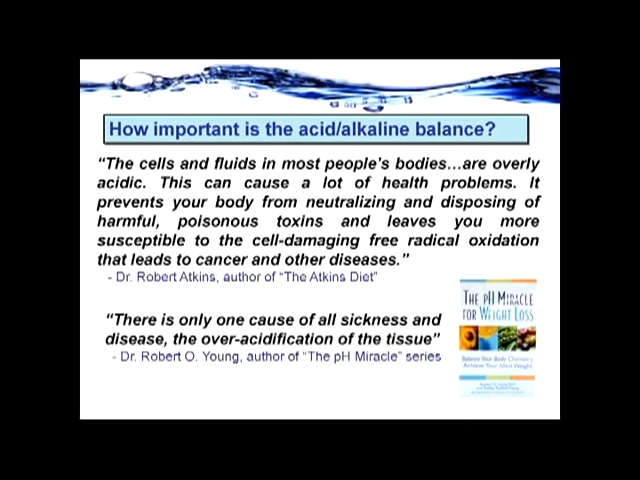 How important is the acid/alkaline balance?
“The cells and fluids in most people’s bodies…are overly
acidic. This can cause a lot of health problems. It
prevents your body from neutralizing and disposing of
harmful, poisonous toxins and leaves you more
susceptible to the cell-damaging free radical oxidation
that leads to cancer and other diseases.”
- Dr. Robert Atkins, author of “The Atkins Diet”
“There is only one cause of all sickness and
disease, the over-acidification of the tissue”
- Dr. Robert O. Young, author of “The pH Miracle” series
THE pH MIRACLE
FOR WEIGHT LOSS
Balance Your Body Chemistry,
Achieve Your Ideal Weight